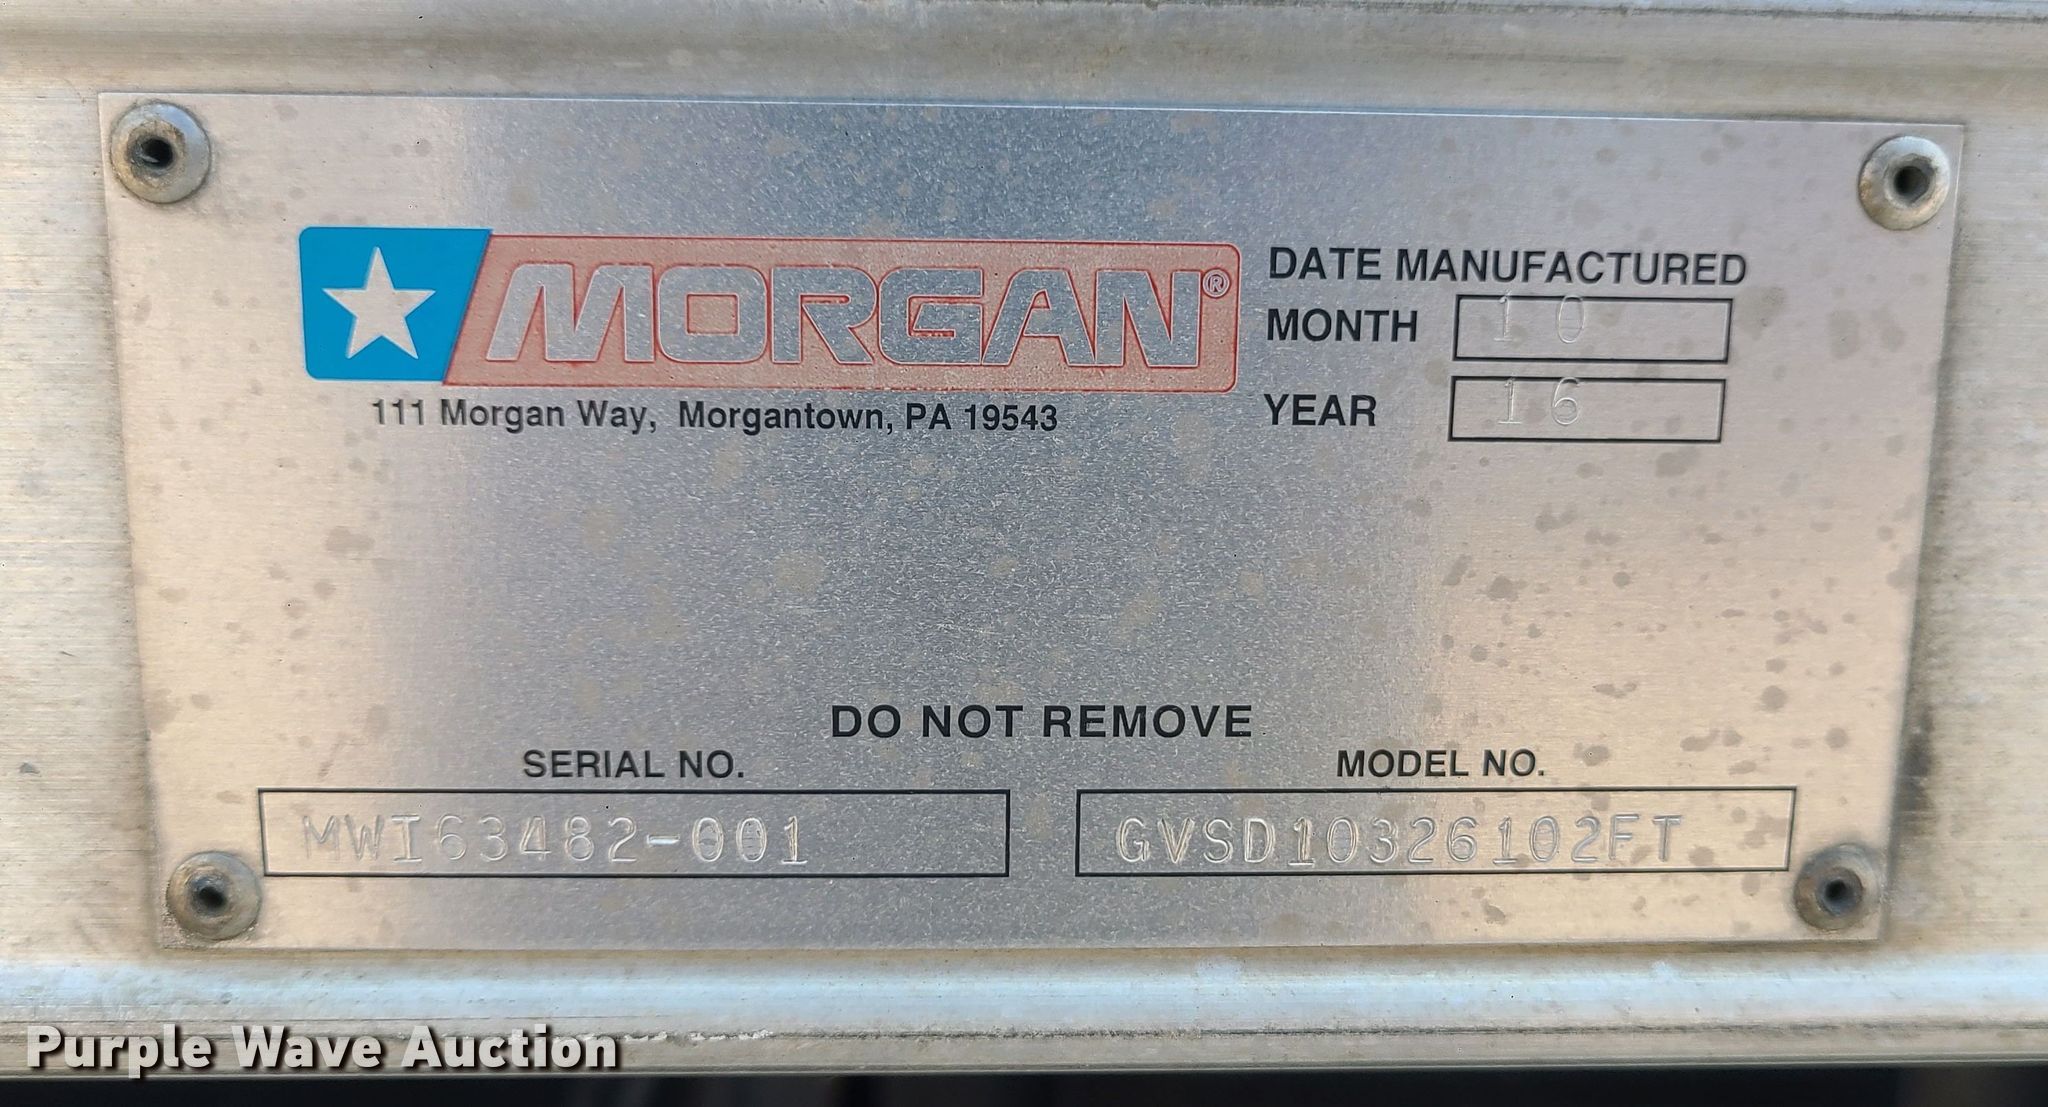 MORGAN®
111 Morgan Way, Morgantown, PA 19543
DATE MANUFACTURED
MONTH 10
YEAR 16
DO NOT REMOVE
SERIAL NO.
MWI63482-001
MODEL NO.
GVSD10326102FT
Purple Wave Auction